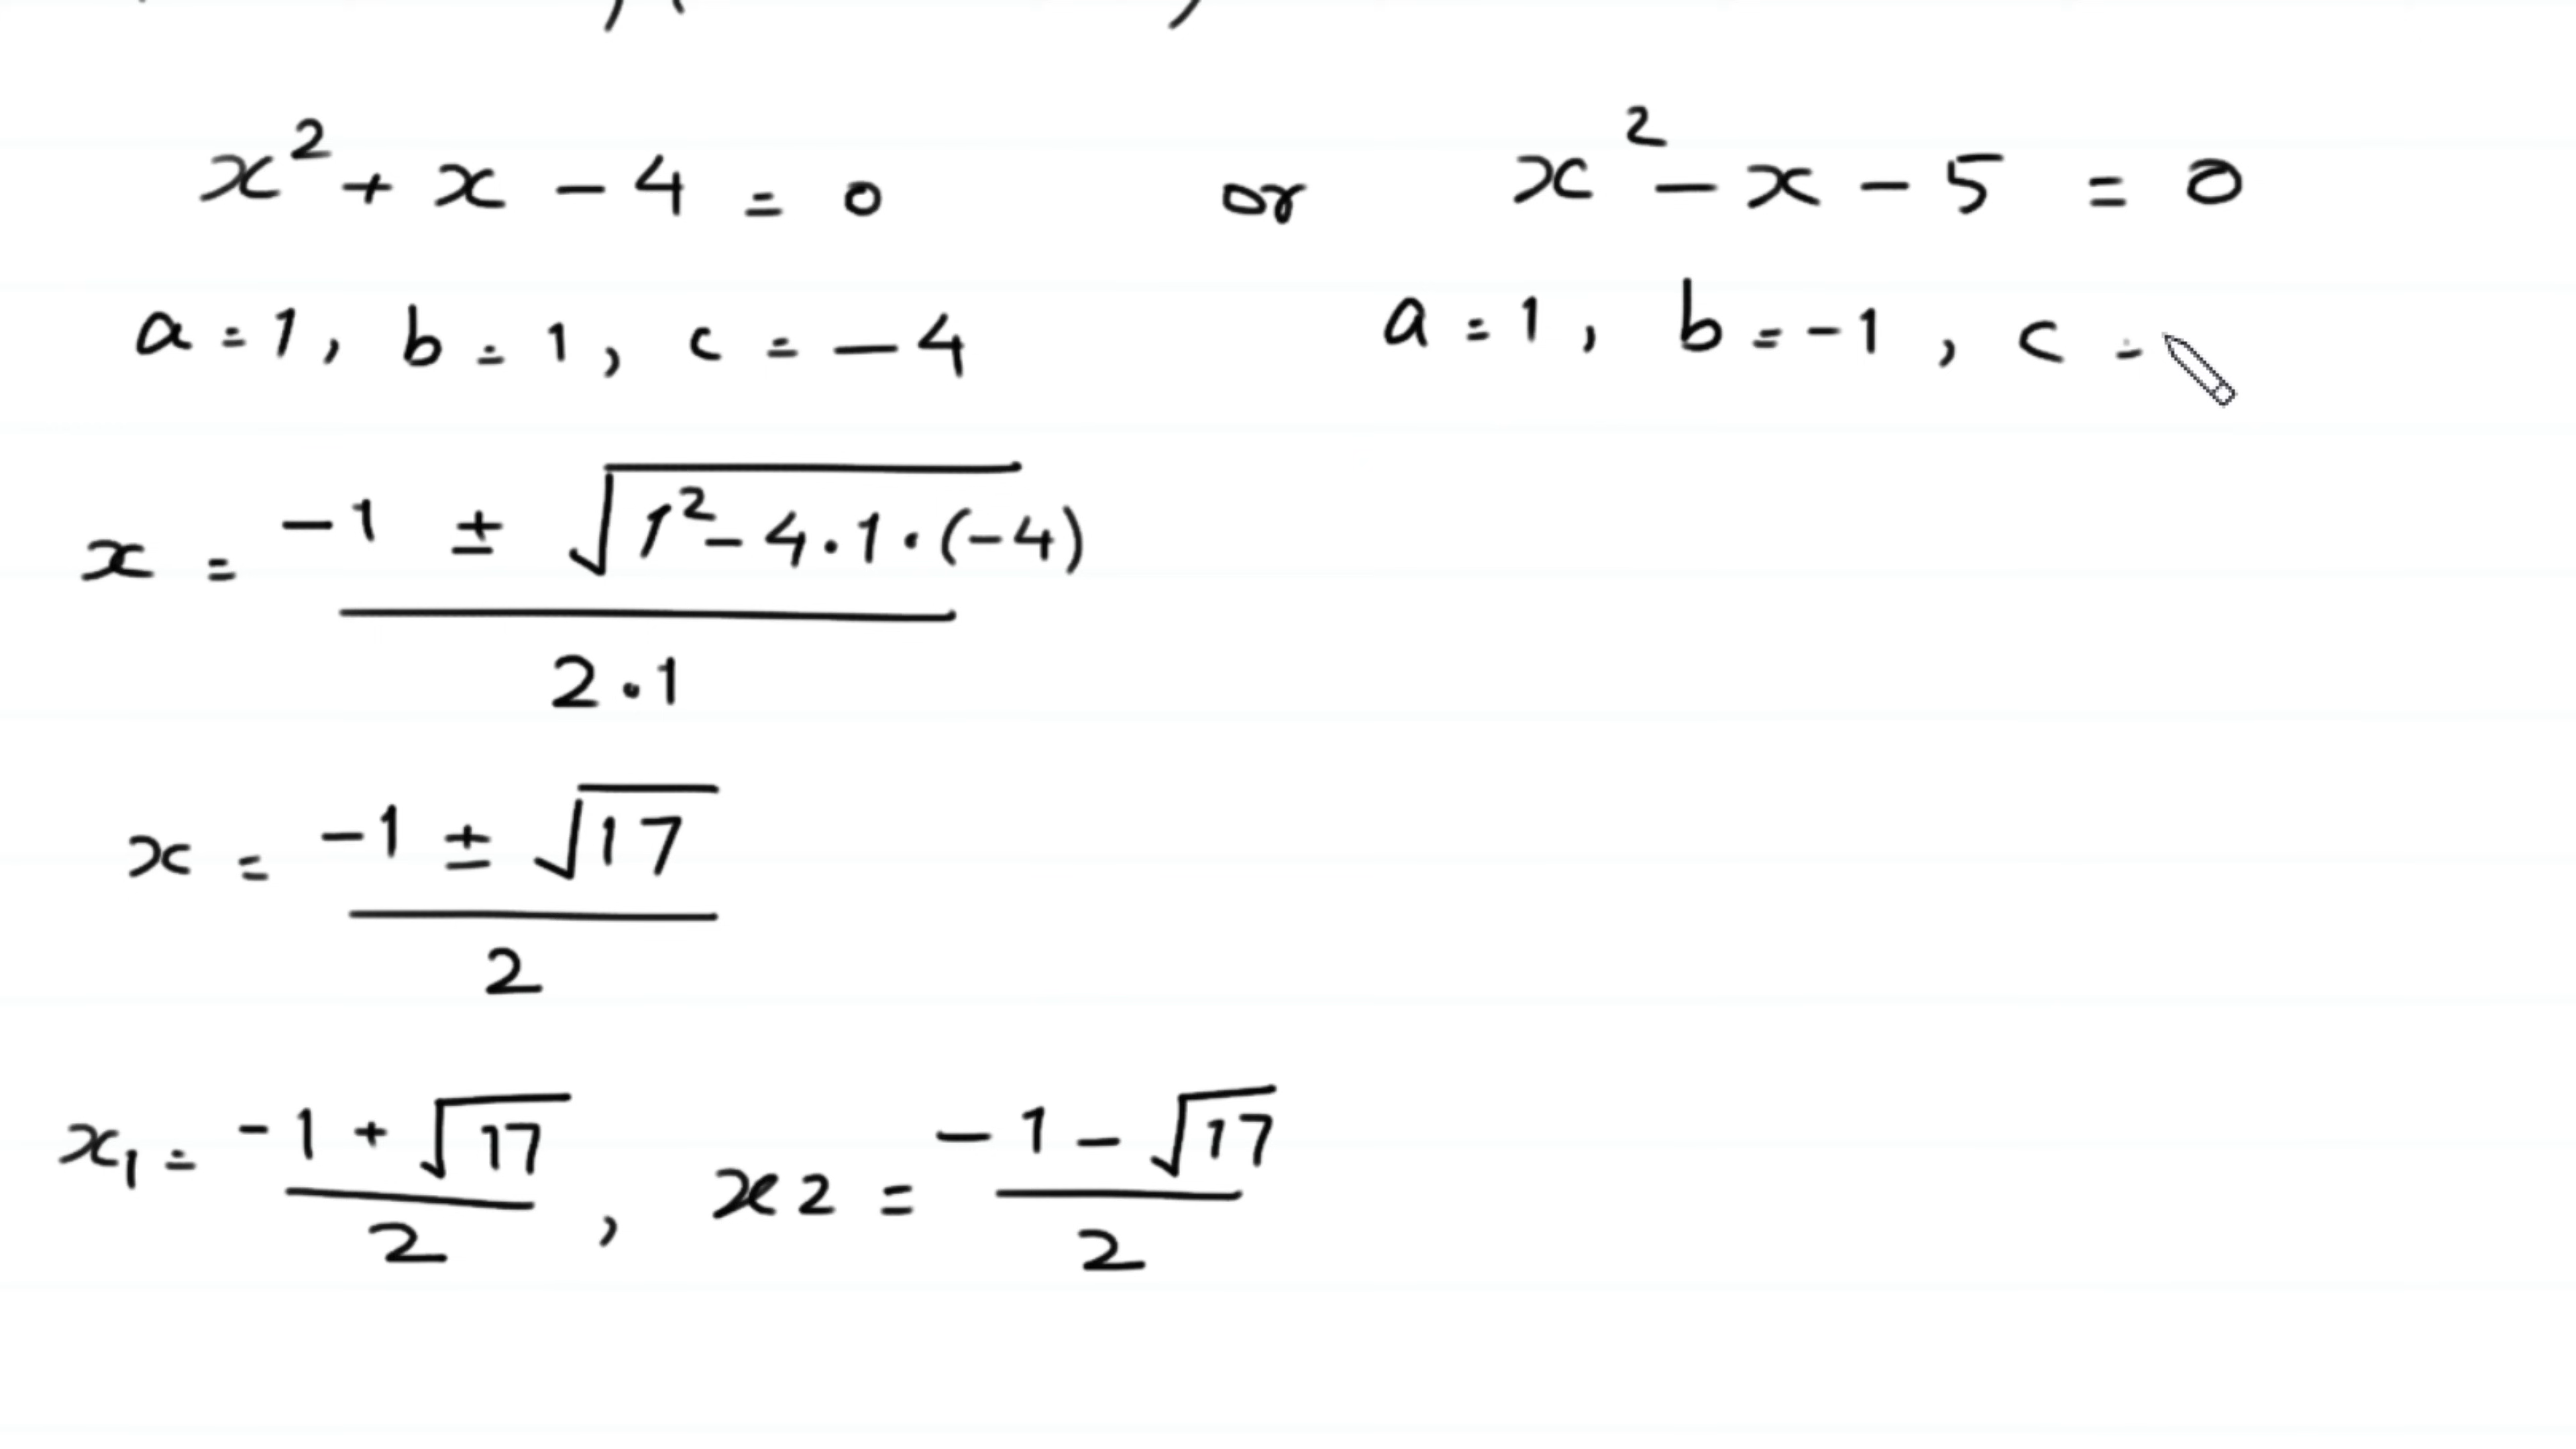 x² + x - 4 = 0 or x² - x - 5 = 0
a = 1, b = 1, c = -4 a = 1, b = -1, c =
x = (-1 ± √(1² - 4·1·(-4))) / (2·1)
x = (-1 ± √17) / 2
x₁ = (-1 + √17) / 2, x2 = (-1 - √17) / 2